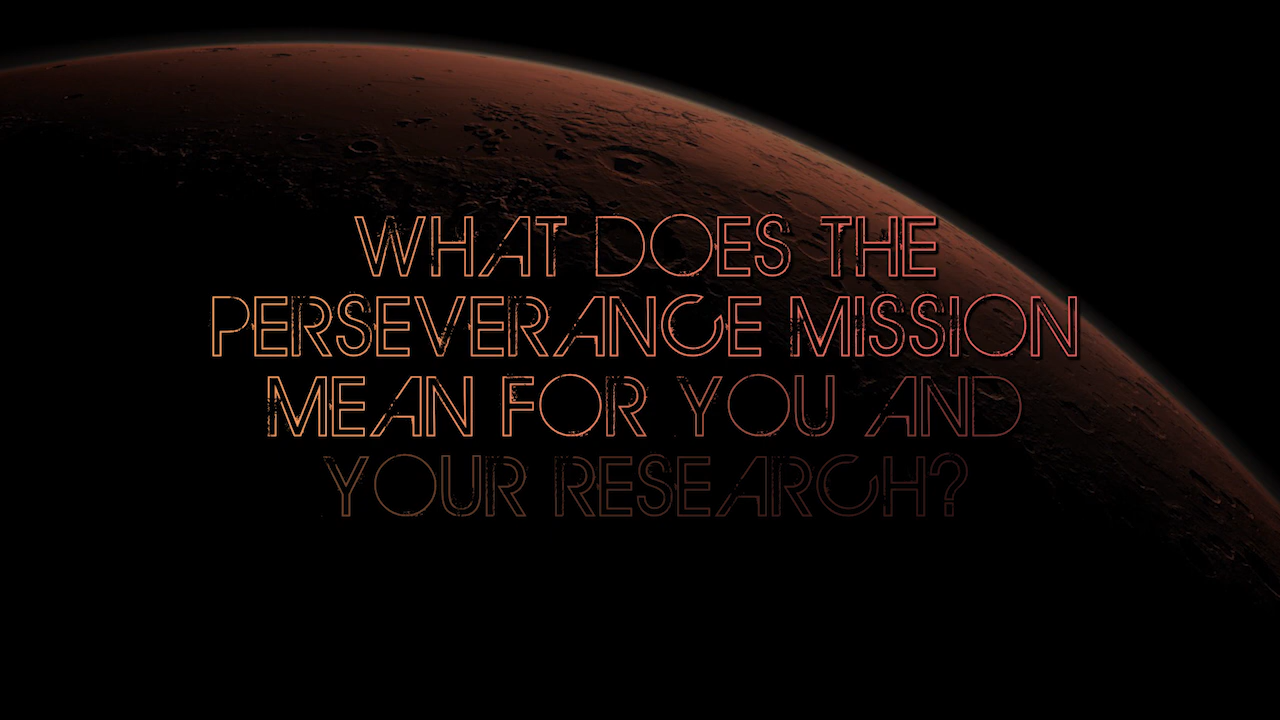 WHAT DOES THE
PERSEVERANCE MISSION
MEAN FOR YOU AND
YOUR RESEARCH?